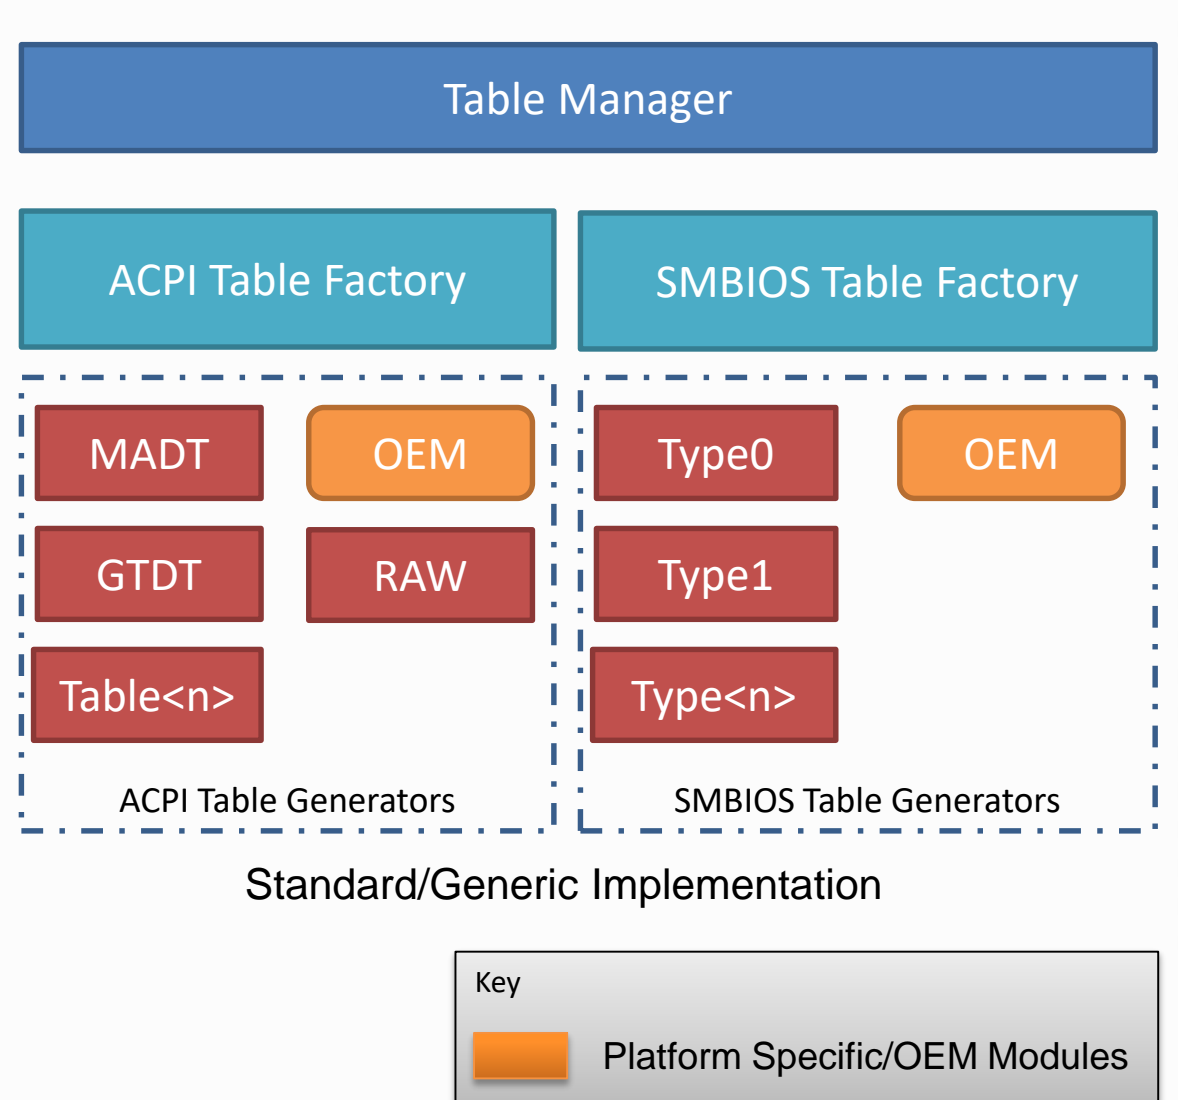 Table Manager
ACPI Table Factory
SMBIOS Table Factory
MADT
OEM
GTDT
RAW
Table<n>
ACPI Table Generators
Type0
OEM
Type1
Type<n>
SMBIOS Table Generators
Standard/Generic Implementation
Key
Platform Specific/OEM Modules